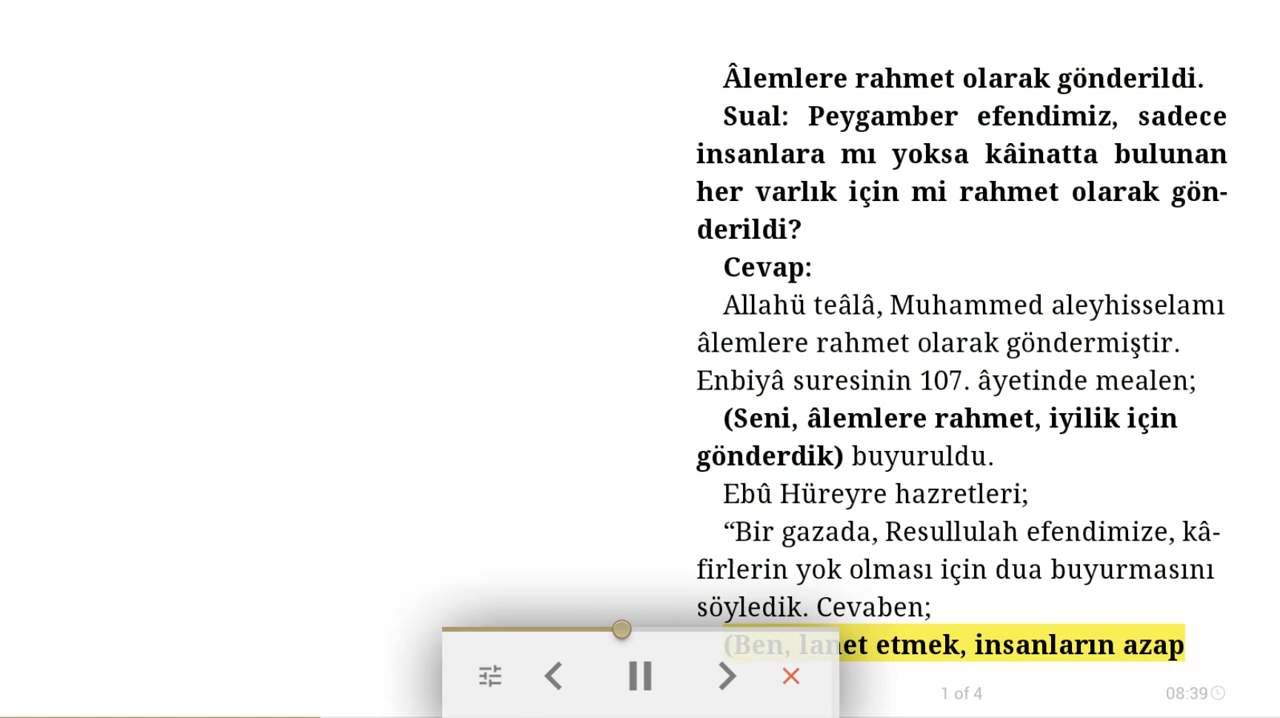 Âlemlere rahmet olarak gönderildi.
Sual: Peygamber efendimiz, sadece
insanlara mı yoksa kâinatta bulunan
her varlık için mi rahmet olarak gön-
derildi?
Cevap:
Allahü teâlâ, Muhammed aleyhisselamı
âlemlere rahmet olarak göndermiştir.
Enbiyâ suresinin 107. âyetinde mealen;
(Seni, âlemlere rahmet, iyilik için
gönderdik) buyuruldu.
Ebû Hüreyre hazretleri;
“Bir gazada, Resullulah efendimize, kâ-
firlerin yok olması için dua buyurmasını
söyledik. Cevaben;
(Ben, lanet etmek, insanların azap
1 of 4
08:39